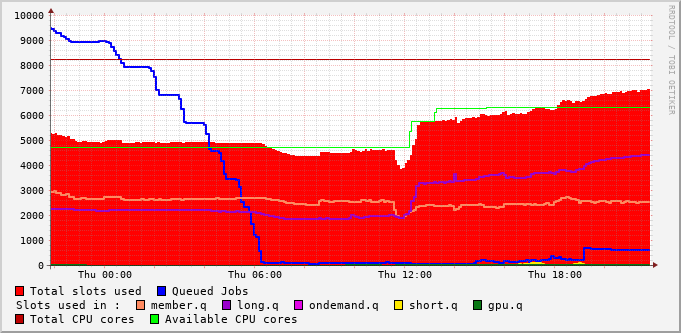 10000
9000
8000
7000
6000
5000
4000
3000
2000
1000
0
Thu 00:00 Thu 06:00 Thu 12:00 Thu 18:00
RRDTOOL / TOBI OETIKER
Total slots used Queued Jobs
Slots used in : member.q long.q ondemand.q short.q gpu.q
Total CPU cores Available CPU cores